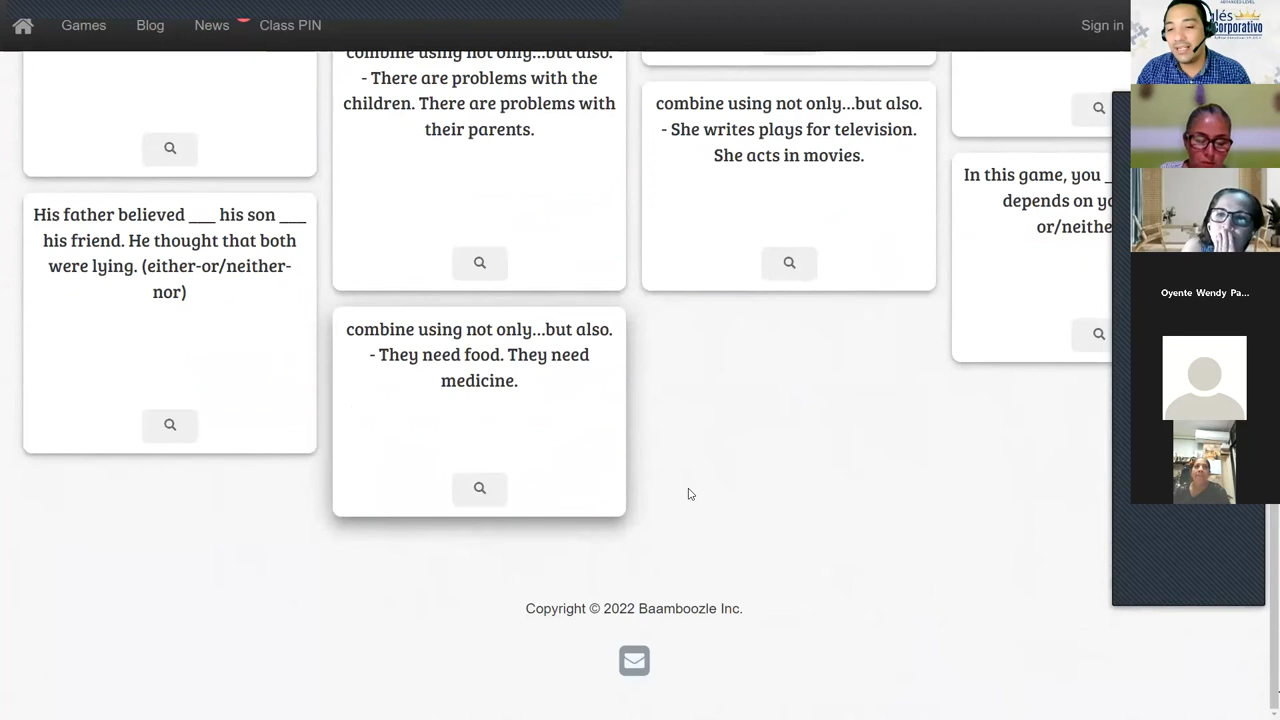 Games
Blog
News
Class PIN
Sign in
combine using not only...but also.
- There are problems with the
children. There are problems with
their parents.
combine using not only...but also.
- She writes plays for television.
She acts in movies.
In this game, you _
depends on yo
or/neithe
His father believed ___ his son ___
his friend. He thought that both
were lying. (either-or/neither-
nor)
combine using not only...but also.
- They need food. They need
medicine.
Copyright © 2022 Baamboozle Inc.
glés
Corporativo
Oyente Wendy Pa...